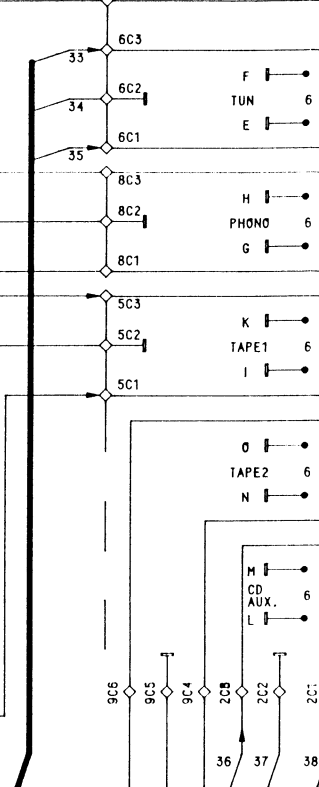 6C3
33
F
6C2
TUN 6
34
E
6C1
35
8C3
H
8C2
PHONO 6
G
8C1
5C3
K
5C2
TAPE1 6
I
5C1
O
TAPE2 6
N
M
CD
AUX. 6
L
9C6
9C5
9C4
2C2
2C1
36
37
38